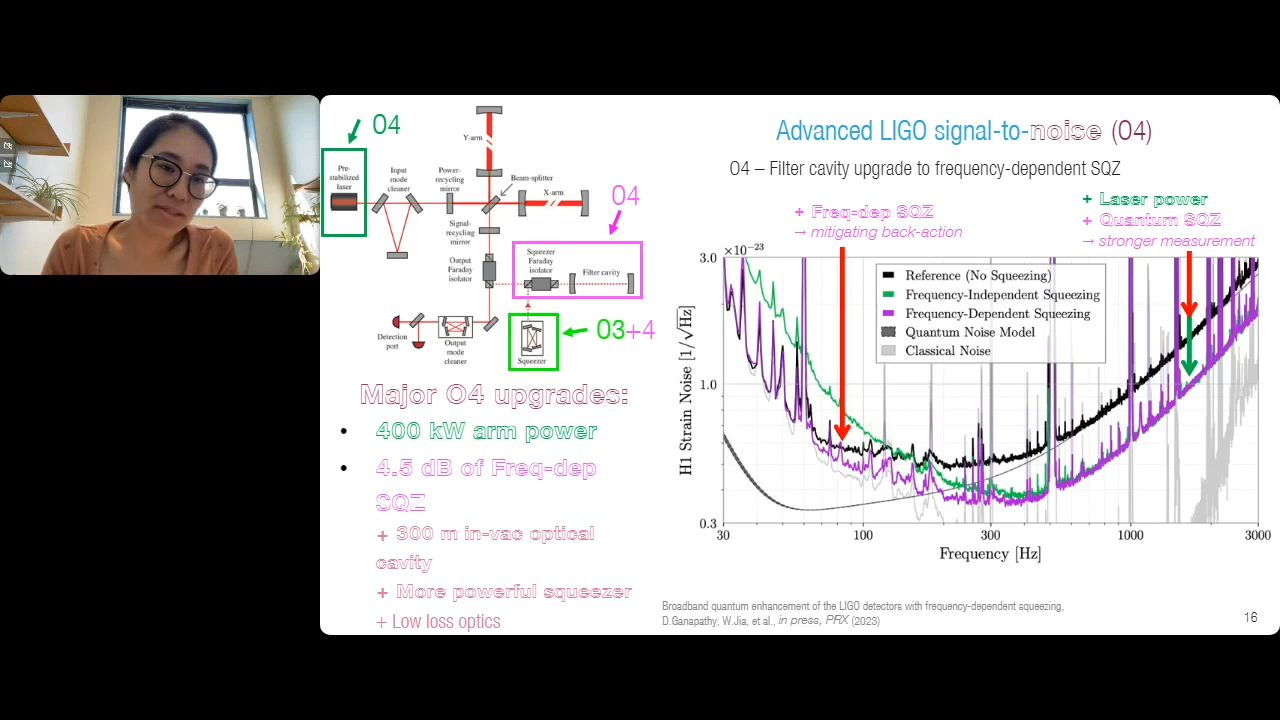 O4
Pre-
stabilized
laser
Input
mode
cleaner
Power-
recycling
mirror
Y-arm
Beam-splitter
X-arm
Signal-
recycling
mirror
Output
Faraday
isolator
O4
Squeezer
Faraday
isolator
Filter cavity
Detection
port
Output
mode
cleaner
Squeezer
O3+4
Major O4 upgrades:
• 400 kW arm power
• 4.5 dB of Freq-dep
SQZ
+ 300 m in-vac optical
cavity
+ More powerful squeezer
+ Low loss optics
Advanced LIGO signal-to-noise (O4)
O4 – Filter cavity upgrade to frequency-dependent SQZ
+ Freq-dep SQZ
→ mitigating back-action
+ Laser power
+ Quantum SQZ
→ stronger measurement
×10−23
3.0
1.0
0.3
H1 Strain Noise [1/√Hz]
Reference (No Squeezing)
Frequency-Independent Squeezing
Frequency-Dependent Squeezing
Quantum Noise Model
Classical Noise
30 100 300 1000 3000
Frequency [Hz]
Broadband quantum enhancement of the LIGO detectors with frequency-dependent squeezing,
D.Ganapathy, W.Jia, et al., in press, PRX (2023)
16